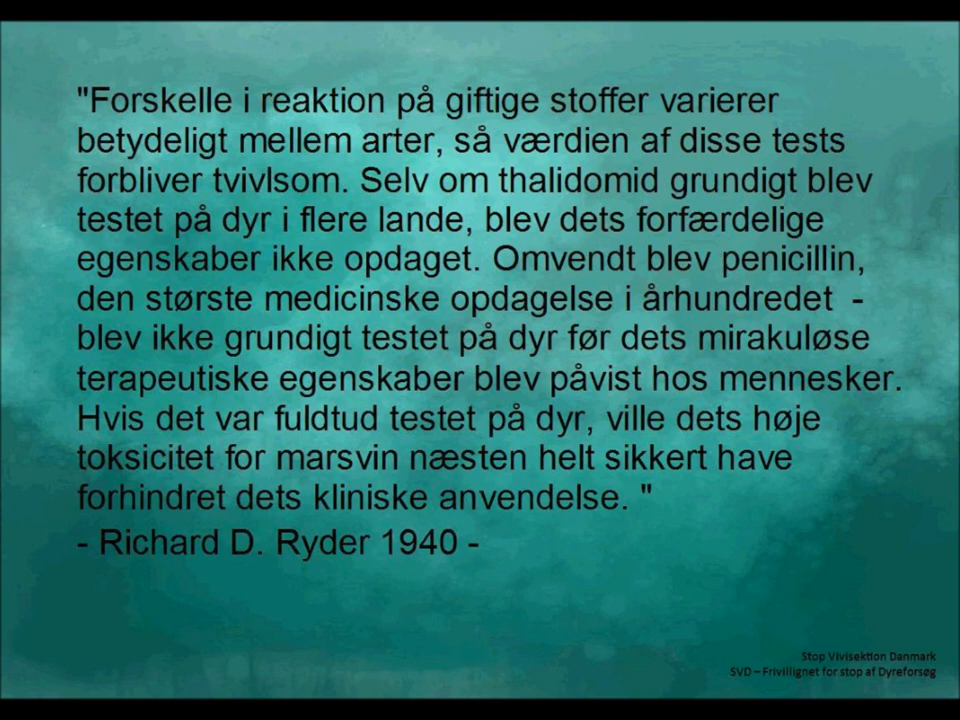 "Forskelle i reaktion på giftige stoffer varierer
betydeligt mellem arter, så værdien af disse tests
forbliver tvivlsom. Selv om thalidomid grundigt blev
testet på dyr i flere lande, blev dets forfærdelige
egenskaber ikke opdaget. Omvendt blev penicillin,
den største medicinske opdagelse i århundredet -
blev ikke grundigt testet på dyr før dets mirakuløse
terapeutiske egenskaber blev påvist hos mennesker.
Hvis det var fuldtud testet på dyr, ville dets høje
toksicitet for marsvin næsten helt sikkert have
forhindret dets kliniske anvendelse. "
- Richard D. Ryder 1940 -
Stop Vivisektion Danmark
SVD – Frivillignet for stop af Dyreforsøg